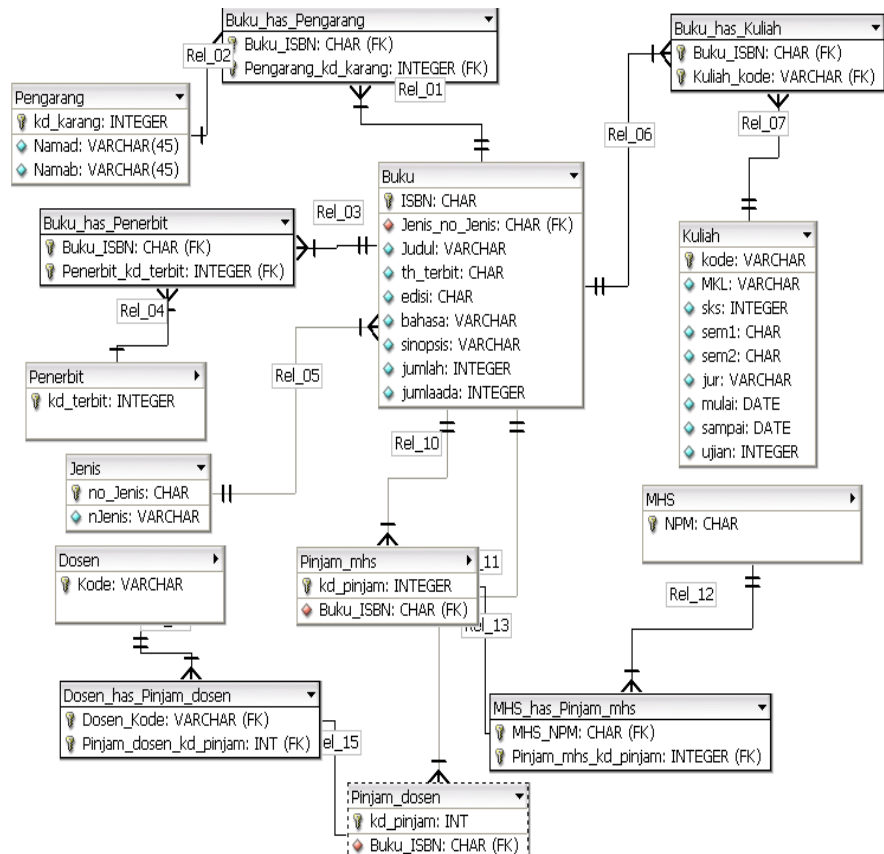 Buku_has_Pengarang
Buku_ISBN: CHAR (FK)
Pengarang_kd_karang: INTEGER (FK)
Rel_02
Rel_01
Pengarang
kd_karang: INTEGER
Namad: VARCHAR(45)
Namab: VARCHAR(45)
Buku_has_Kuliah
Buku_ISBN: CHAR (FK)
Kuliah_kode: VARCHAR (FK)
Rel_06
Rel_07
Buku
ISBN: CHAR
Jenis_no_Jenis: CHAR (FK)
Judul: VARCHAR
th_terbit: CHAR
edisi: CHAR
bahasa: VARCHAR
sinopsis: VARCHAR
jumlah: INTEGER
jumlaada: INTEGER
Rel_03
Buku_has_Penerbit
Buku_ISBN: CHAR (FK)
Penerbit_kd_terbit: INTEGER (FK)
Rel_04
Penerbit
kd_terbit: INTEGER
Rel_05
Kuliah
kode: VARCHAR
MKL: VARCHAR
sks: INTEGER
sem1: CHAR
sem2: CHAR
jur: VARCHAR
mulai: DATE
sampai: DATE
ujian: INTEGER
Jenis
no_Jenis: CHAR
nJenis: VARCHAR
Rel_10
MHS
NPM: CHAR
Dosen
Kode: VARCHAR
Pinjam_mhs
kd_pinjam: INTEGER
Buku_ISBN: CHAR (FK)
_11
Rel_12
Rel_13
Dosen_has_Pinjam_dosen
Dosen_Kode: VARCHAR (FK)
Pinjam_dosen_kd_pinjam: INT (FK)
el_15
MHS_has_Pinjam_mhs
MHS_NPM: CHAR (FK)
Pinjam_mhs_kd_pinjam: INTEGER (FK)
Pinjam_dosen
kd_pinjam: INT
Buku_ISBN: CHAR (FK)